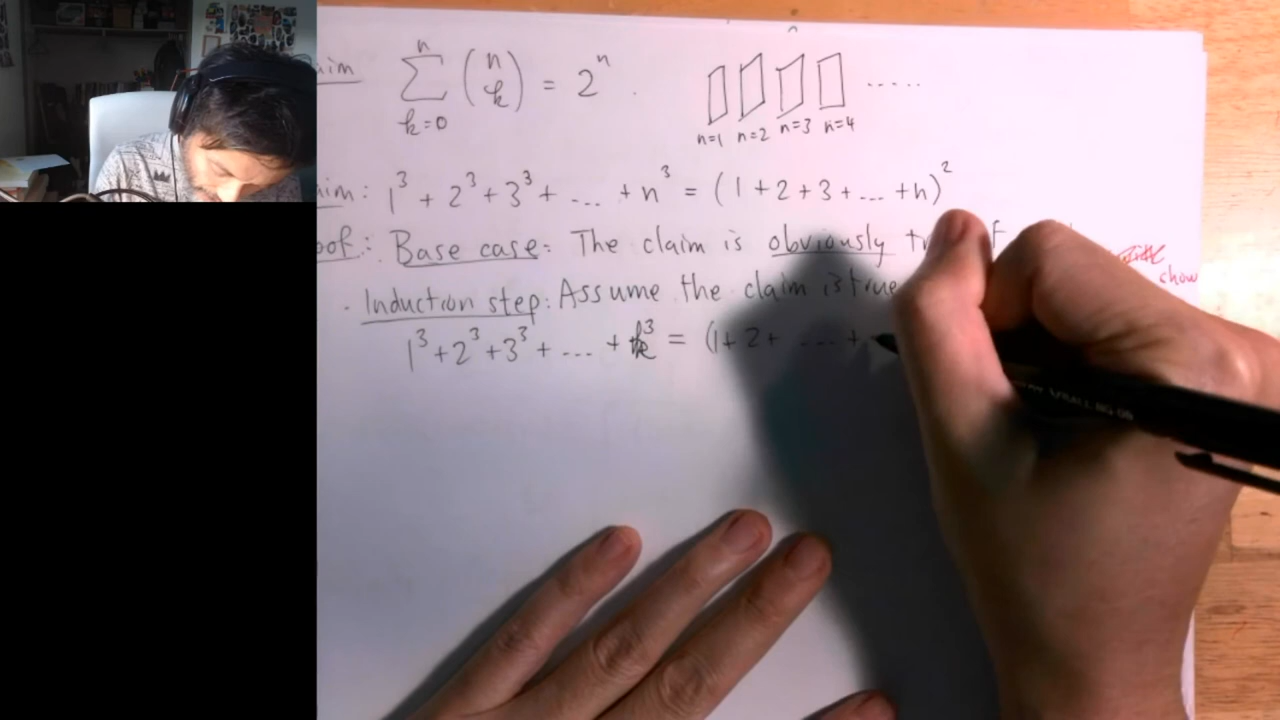 ∑_{k=0}^{n} (n k) = 2^n .
n=1 n=2 n=3 n=4 ......
: 1³ + 2³ + 3³ + ... + n³ = (1 + 2 + 3 + ... + n)²
: Base case: The claim is obviously
. Induction step: Assume the claim is true
show
1³ + 2³ + 3³ + ... + k³ = (1 + 2 + ... +